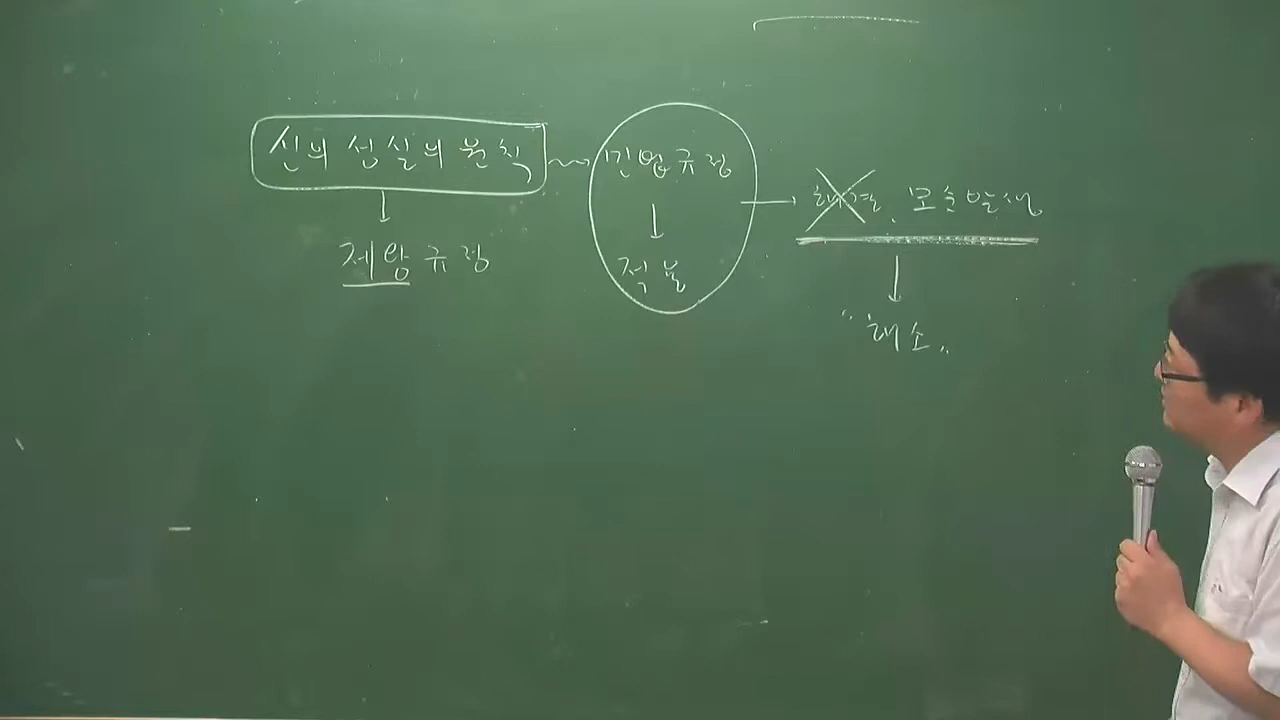 신의 성실의 원칙
제왕규정
민법규정
적용
해결, 모순발생
"해소"